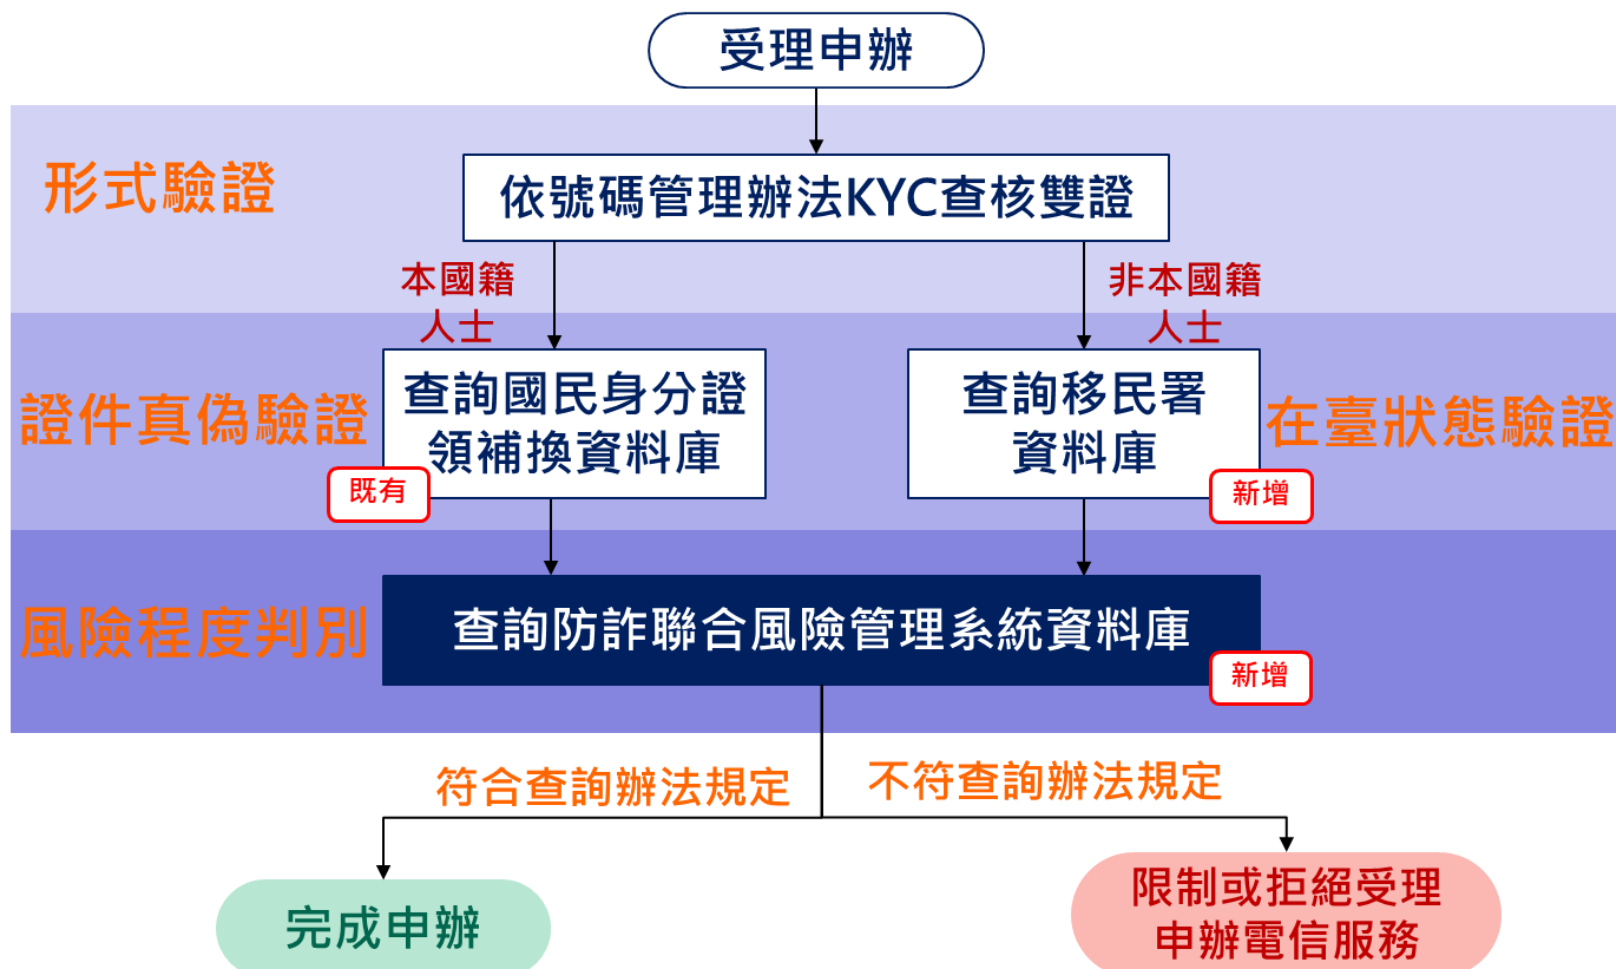 受理申辦
形式驗證
依號碼管理辦法KYC查核雙證
本國籍
人士
非本國籍
人士
證件真偽驗證
查詢國民身分證
領補換資料庫
既有
查詢移民署
資料庫
新增
在臺狀態驗證
風險程度判別
查詢防詐聯合風險管理系統資料庫
新增
符合查詢辦法規定
不符查詢辦法規定
完成申辦
限制或拒絕受理
申辦電信服務